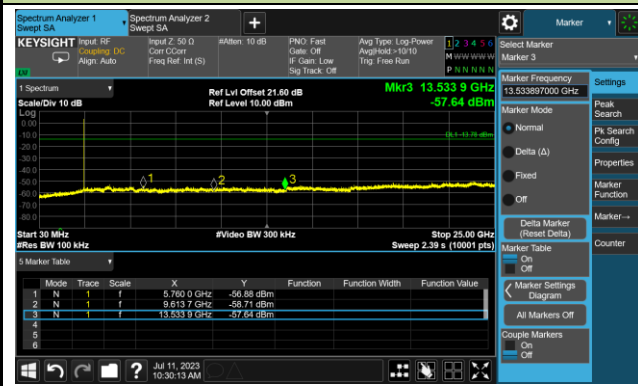 Spectrum Analyzer 1
Swept SA
Spectrum Analyzer 2
Swept SA
+
Marker
KEYSIGHT
Input: RF
Coupling: DC
Align: Auto
Input Z: 50 Ω
Corr CCorr
Freq Ref: Int (S)
#Atten: 10 dB
PNO: Fast
Gate: Off
IF Gain: Low
Sig Track: Off
Avg Type: Log-Power
Avg|Hold:>10/10
Trig: Free Run
1 2 3 4 5 6
M W W W W W
P N N N N N
LXI
1 Spectrum
Scale/Div 10 dB
Log
Ref Lvl Offset 21.60 dB
Ref Level 10.00 dBm
Mkr3 13.533 9 GHz
-57.64 dBm
0.00
-10.0
-20.0
-30.0
-40.0
-50.0
-60.0
-70.0
-80.0
DL1 -13.78 dBm
1
2
3
Start 30 MHz
#Res BW 100 kHz
#Video BW 300 kHz
Stop 25.00 GHz
Sweep 2.39 s (10001 pts)
5 Marker Table
Mode Trace Scale X Y Function Function Width Function Value
1 N 1 f 5.760 0 GHz -56.88 dBm
2 N 1 f 9.613 7 GHz -58.71 dBm
3 N 1 f 13.533 9 GHz -57.64 dBm
4
5
6
Jul 11, 2023
10:30:13 AM
?
Select Marker
Marker 3
Marker Frequency
13.533897000 GHz
Marker Mode
Normal
Delta (Δ)
Fixed
Off
Delta Marker
(Reset Delta)
Marker Table
On
Off
Marker Settings
Diagram
All Markers Off
Couple Markers
On
Off
Settings
Peak
Search
Pk Search
Config
Properties
Marker
Function
Marker→
Counter